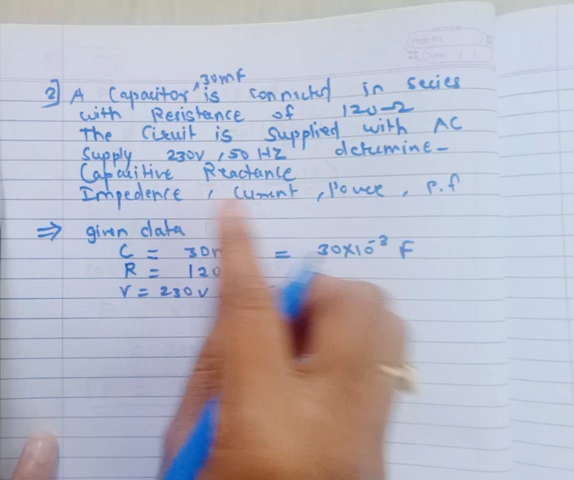 30mF
2] A Capacitor, is connected in series
with Resistance of 120-Ω
The Circuit is Supplied with AC
Supply 230V, 50 HZ determine-
Capacitive Reactance
Impedence, Current, Power, p.f
⇒ given data
C = 30m = 30×10⁻³ F
R = 120
V = 230V